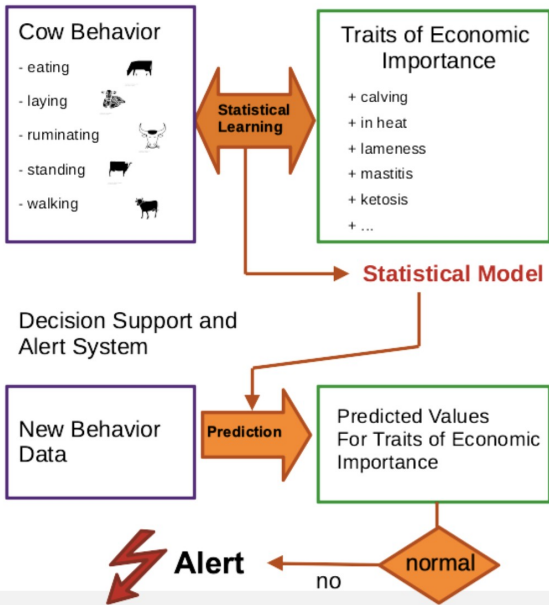 Cow Behavior
- eating
- laying
- ruminating
- standing
- walking
Statistical
Learning
Traits of Economic
Importance
+ calving
+ in heat
+ lameness
+ mastitis
+ ketosis
+ ...
Statistical Model
Decision Support and
Alert System
New Behavior
Data
Prediction
Predicted Values
For Traits of Economic
Importance
normal
no
Alert